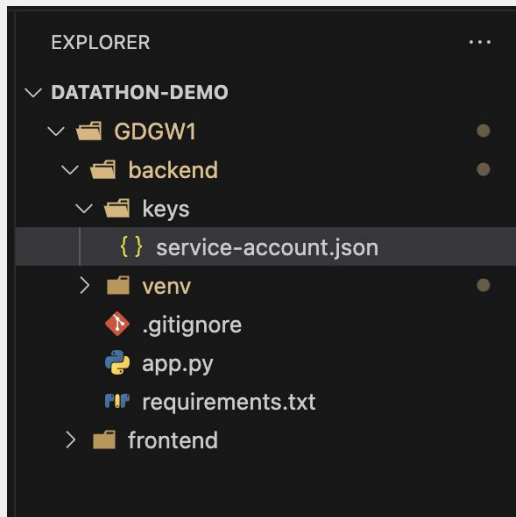 EXPLORER ...
DATATHON-DEMO
GDGW1
backend
keys
{} service-account.json
venv
.gitignore
app.py
requirements.txt
frontend